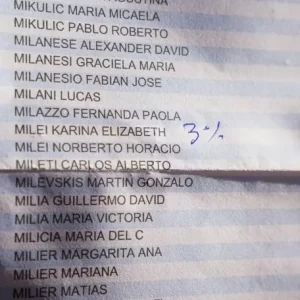 MIKULIC MARIA MICAELA
MIKULIC PABLO ROBERTO
MILANESE ALEXANDER DAVID
MILANESI GRACIELA MARIA
MILANESIO FABIAN JOSE
MILANI LUCAS
MILAZZO FERNANDA PAOLA
MILEI KARINA ELIZABETH 3%
MILEI NORBERTO HORACIO
MILETI CARLOS ALBERTO
MILEVSKIS MARTIN GONZALO
MILIA GUILLERMO DAVID
MILIA MARIA VICTORIA
MILICIA MARIA DEL C
MILIER MARGARITA ANA
MILIER MARIANA
MILIER MATIAS